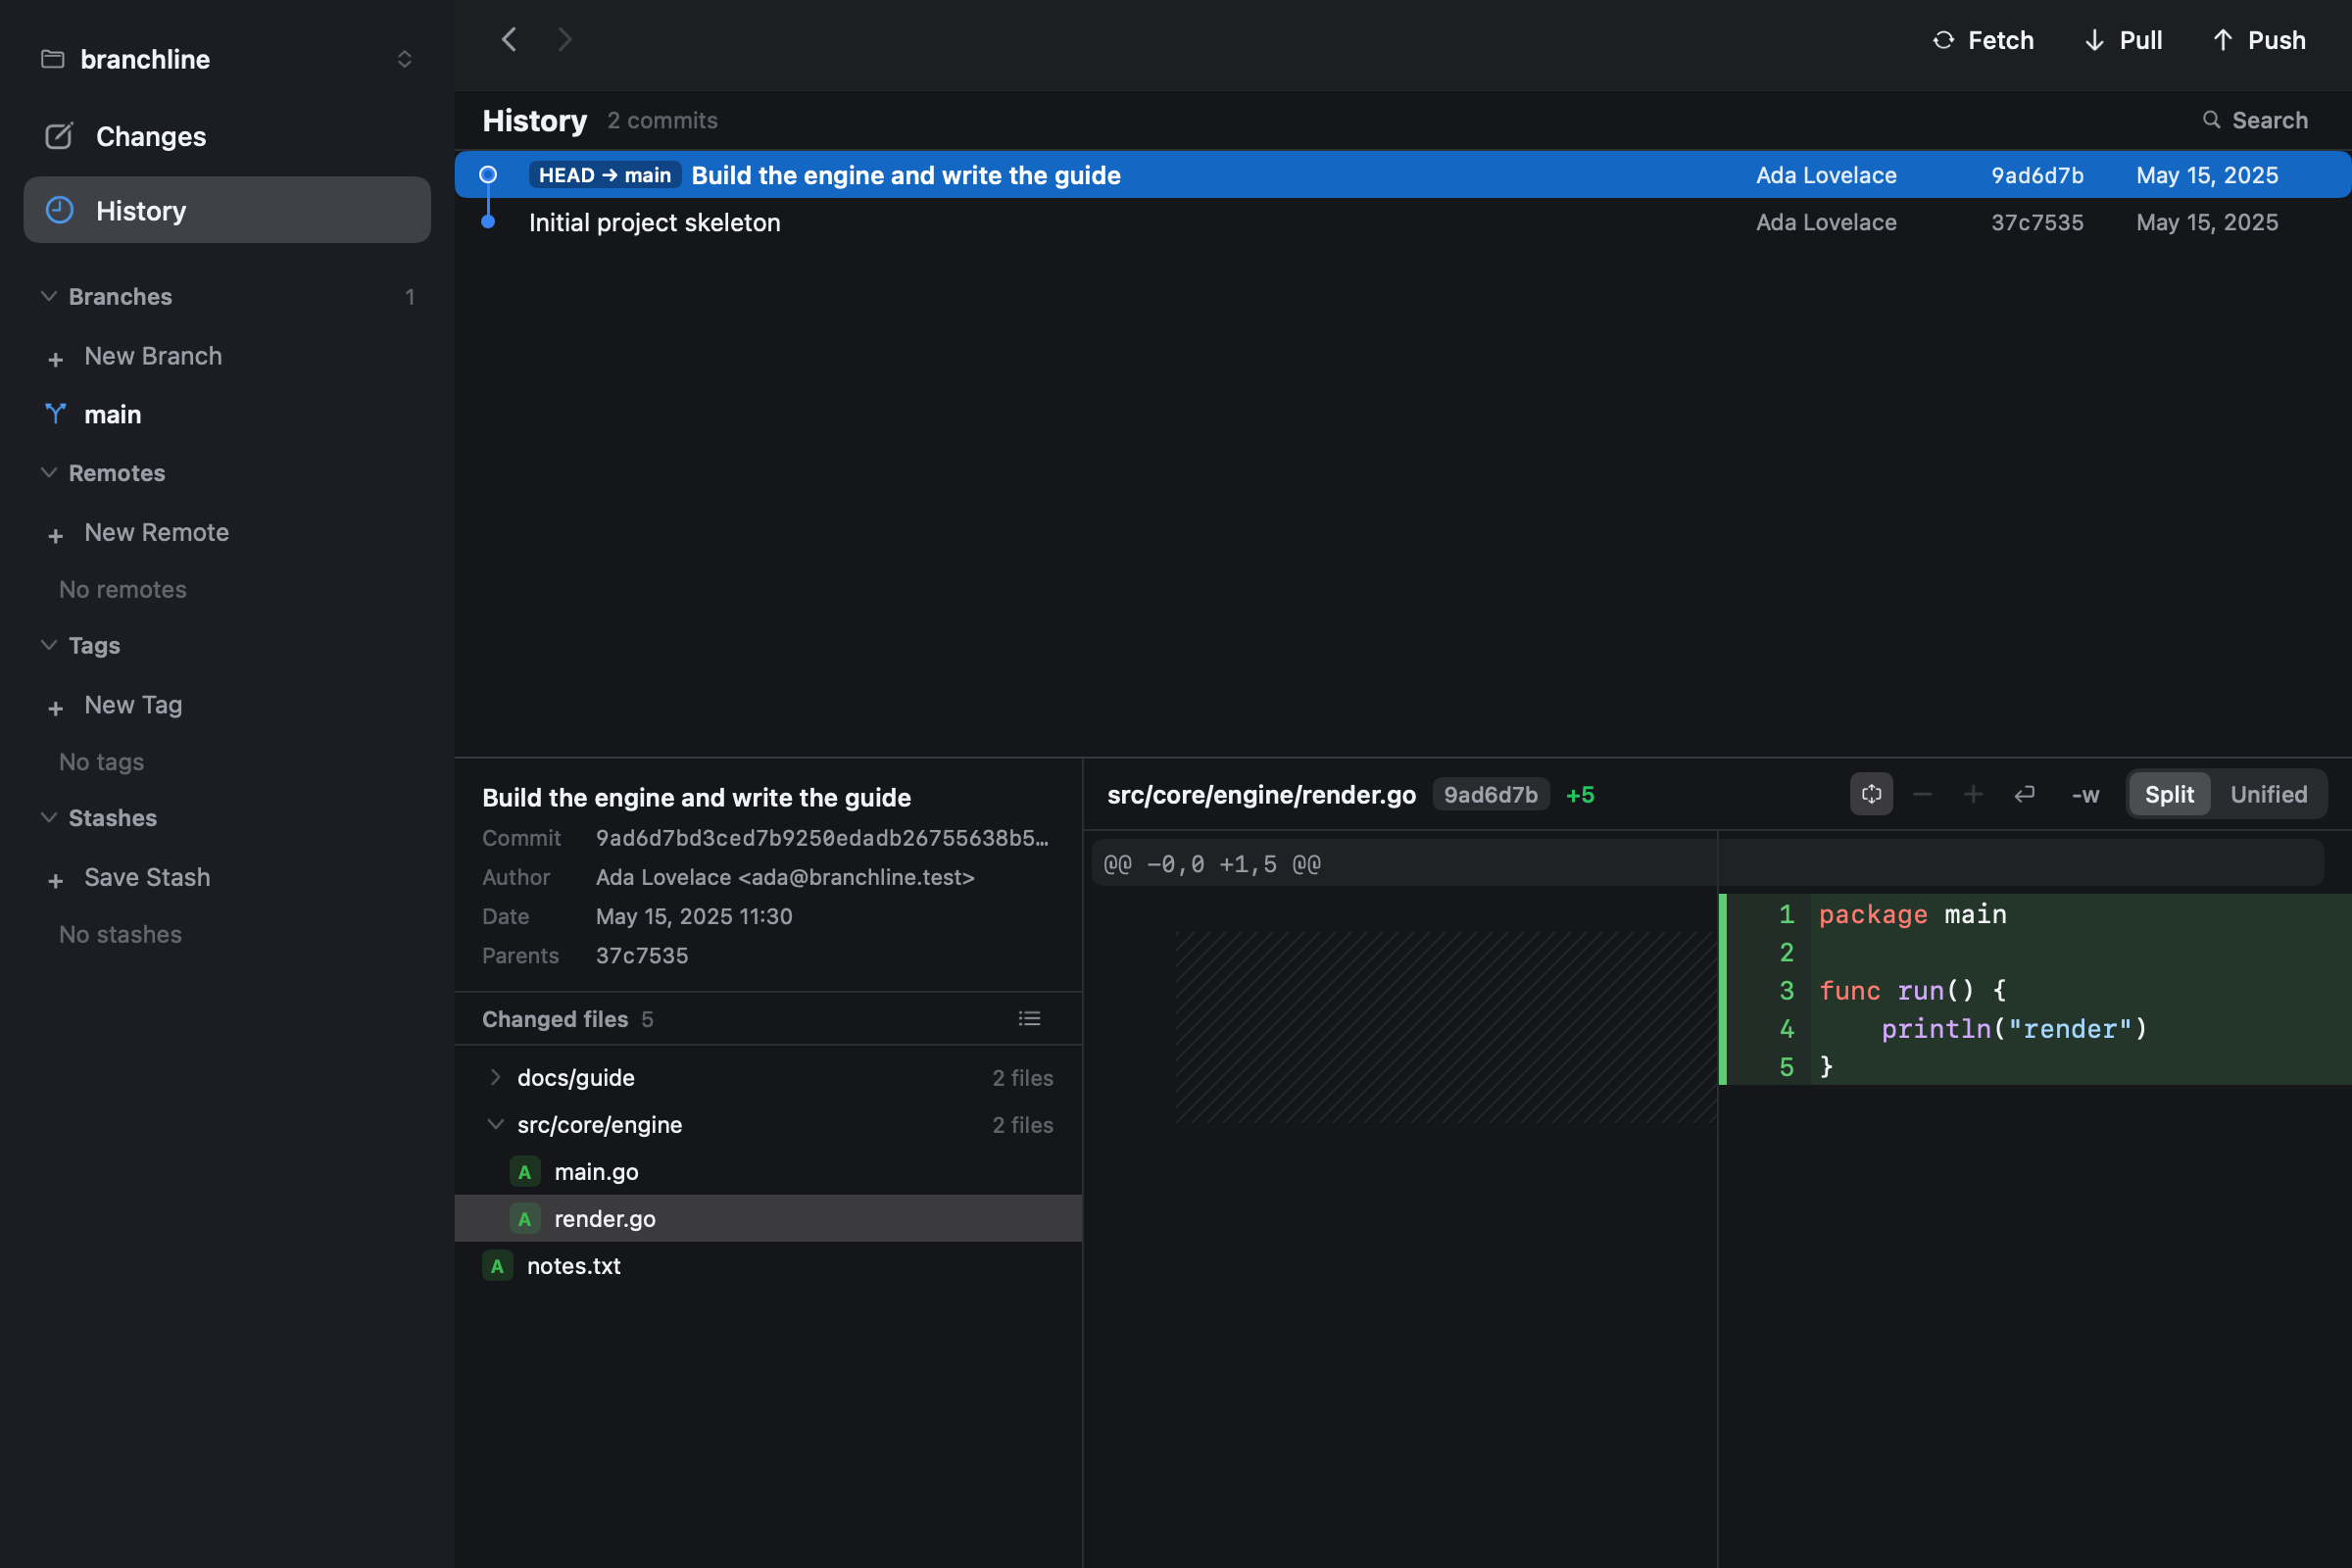 branchline
Changes
History
Branches 1
New Branch
main
Remotes
New Remote
No remotes
Tags
New Tag
No tags
Stashes
Save Stash
No stashes
Fetch Pull Push
History 2 commits Search
HEAD → main Build the engine and write the guide Ada Lovelace 9ad6d7b May 15, 2025
Initial project skeleton Ada Lovelace 37c7535 May 15, 2025
Build the engine and write the guide
Commit 9ad6d7bd3ced7b9250edadb26755638b5…
Author Ada Lovelace <ada@branchline.test>
Date May 15, 2025 11:30
Parents 37c7535
Changed files 5
docs/guide 2 files
src/core/engine 2 files
A main.go
A render.go
A notes.txt
src/core/engine/render.go 9ad6d7b +5 -w Split Unified
@@ −0,0 +1,5 @@
1 package main
2
3 func run() {
4     println("render")
5 }